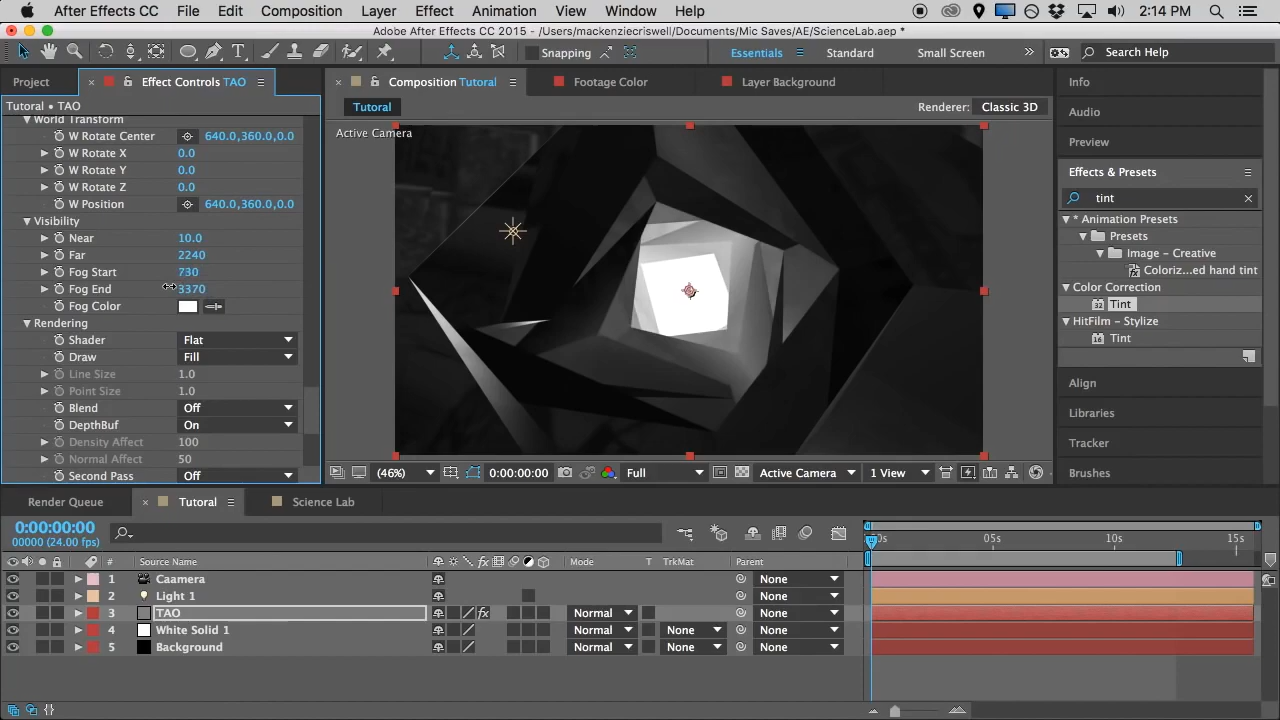 After Effects CC File Edit Composition Layer Effect Animation View Window Help 2:14 PM
Adobe After Effects CC 2015 - /Users/mackenziecriswell/Documents/Mic Saves/AE/ScienceLab.aep *
Snapping Essentials Standard Small Screen Search Help
Project Effect Controls TAO Composition Tutorial Footage Color Layer Background Info
Tutorial • TAO Tutorial Renderer: Classic 3D Audio
World Transform Active Camera
W Rotate Center 640.0,360.0,0.0 Preview
W Rotate X 0.0
W Rotate Y 0.0 Effects & Presets
W Rotate Z 0.0 tint
W Position 640.0,360.0,0.0
Visibility * Animation Presets
Near 10.0 Presets
Far 2240 Image - Creative
Fog Start 730 Coloriz...ed hand tint
Fog End 3370 Color Correction
Fog Color 32 Tint
Rendering HitFilm - Stylize
Shader Flat 16 Tint
Draw Fill
Line Size 1.0
Point Size 1.0 Align
Blend Off Libraries
DepthBuf On
Density Affect 100 Tracker
Normal Affect 50
Second Pass Off (46%) 0:00:00:00 Full Active Camera 1 View Brushes
Render Queue Tutorial Science Lab
0:00:00:00
00000 (24.00 fps) 05s 10s 15s
# Source Name fx Mode T TrkMat Parent
1 Caamera None
2 Light 1 None
3 TAO fx Normal None
4 White Solid 1 Normal None None
5 Background Normal None None